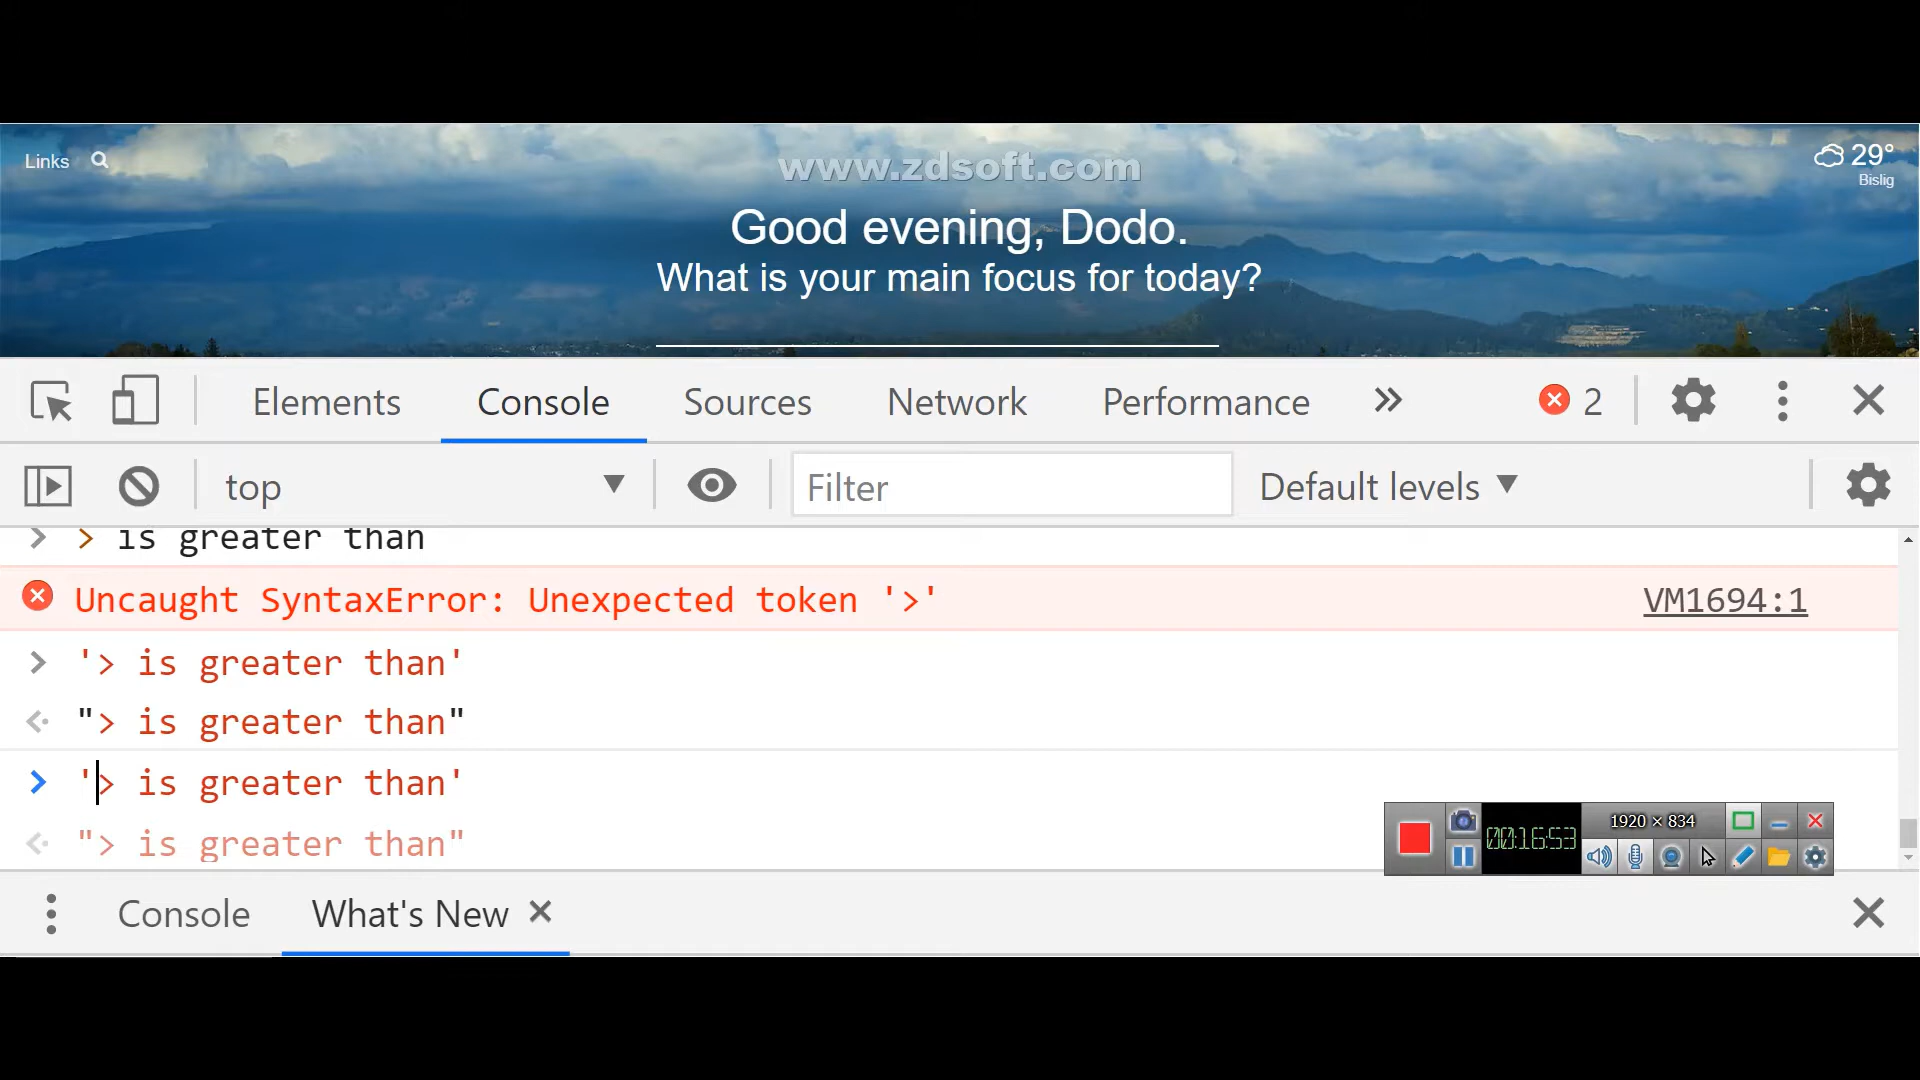 Links
www.zdsoft.com
29°
Bislig
Good evening, Dodo.
What is your main focus for today?
Elements Console Sources Network Performance » 2
top Filter Default levels
> > is greater than
Uncaught SyntaxError: Unexpected token '>' VM1694:1
> '> is greater than'
"> is greater than"
> '> is greater than'
"> is greater than"
1920 × 834
00:16:53
Console What's New